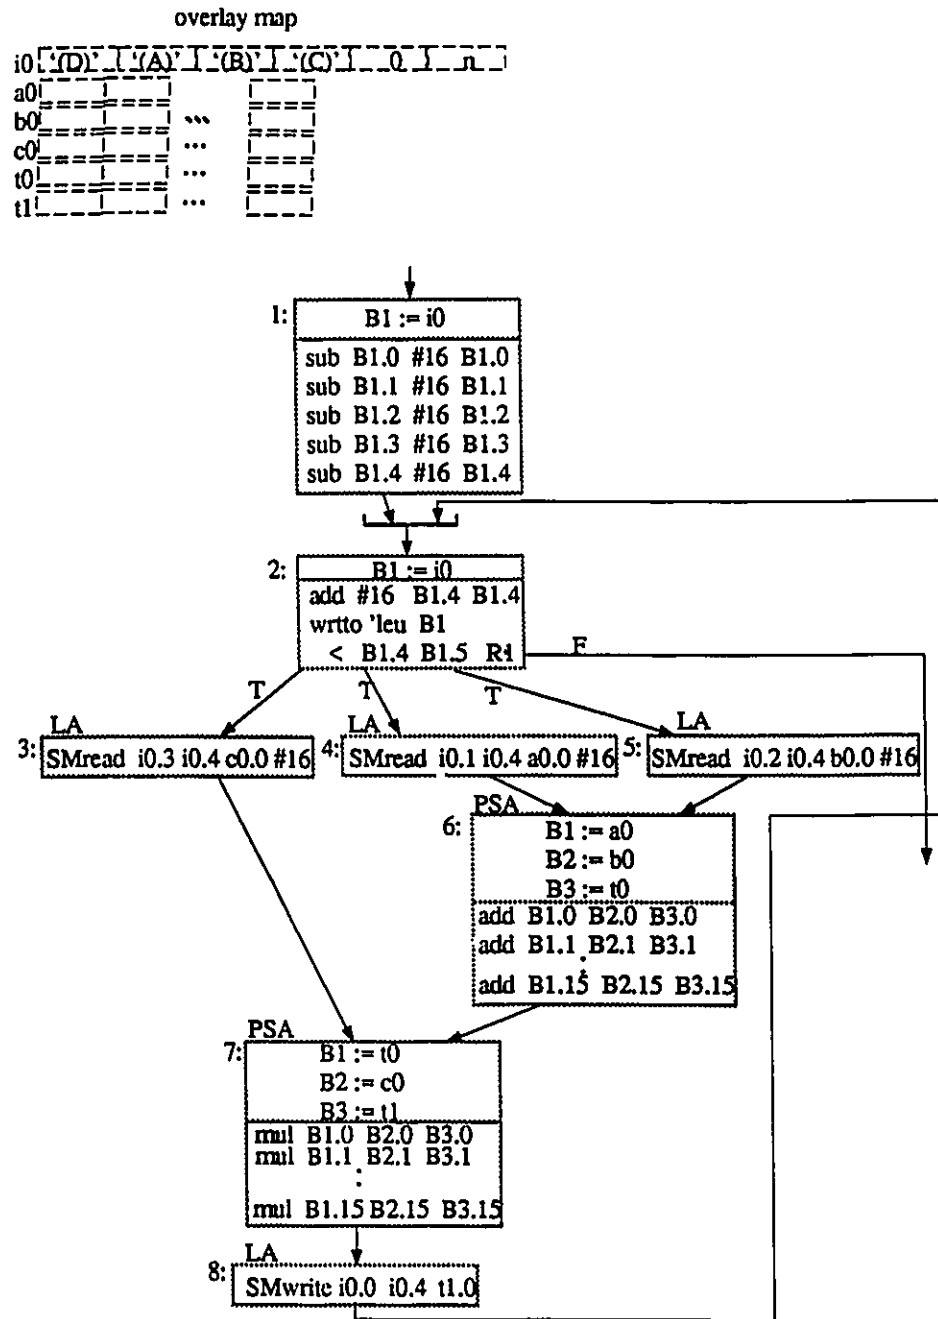 overlay map
i0 '(D)' '(A)' '(B)' '(C)' 0 n
a0
b0 ...
c0 ...
t0 ...
t1 ...
1: B1 := i0
sub B1.0 #16 B1.0
sub B1.1 #16 B1.1
sub B1.2 #16 B1.2
sub B1.3 #16 B1.3
sub B1.4 #16 B1.4
2: B1 := i0
add #16 B1.4 B1.4
wrtto 'leu B1
< B1.4 B1.5 R1 F
T T T
LA LA LA
3: SMread i0.3 i0.4 c0.0 #16 4: SMread i0.1 i0.4 a0.0 #16 5: SMread i0.2 i0.4 b0.0 #16
PSA
6: B1 := a0
B2 := b0
B3 := t0
add B1.0 B2.0 B3.0
add B1.1 B2.1 B3.1
:
add B1.15 B2.15 B3.15
PSA
7: B1 := t0
B2 := c0
B3 := t1
mul B1.0 B2.0 B3.0
mul B1.1 B2.1 B3.1
:
mul B1.15 B2.15 B3.15
LA
8: SMwrite i0.0 i0.4 t1.0